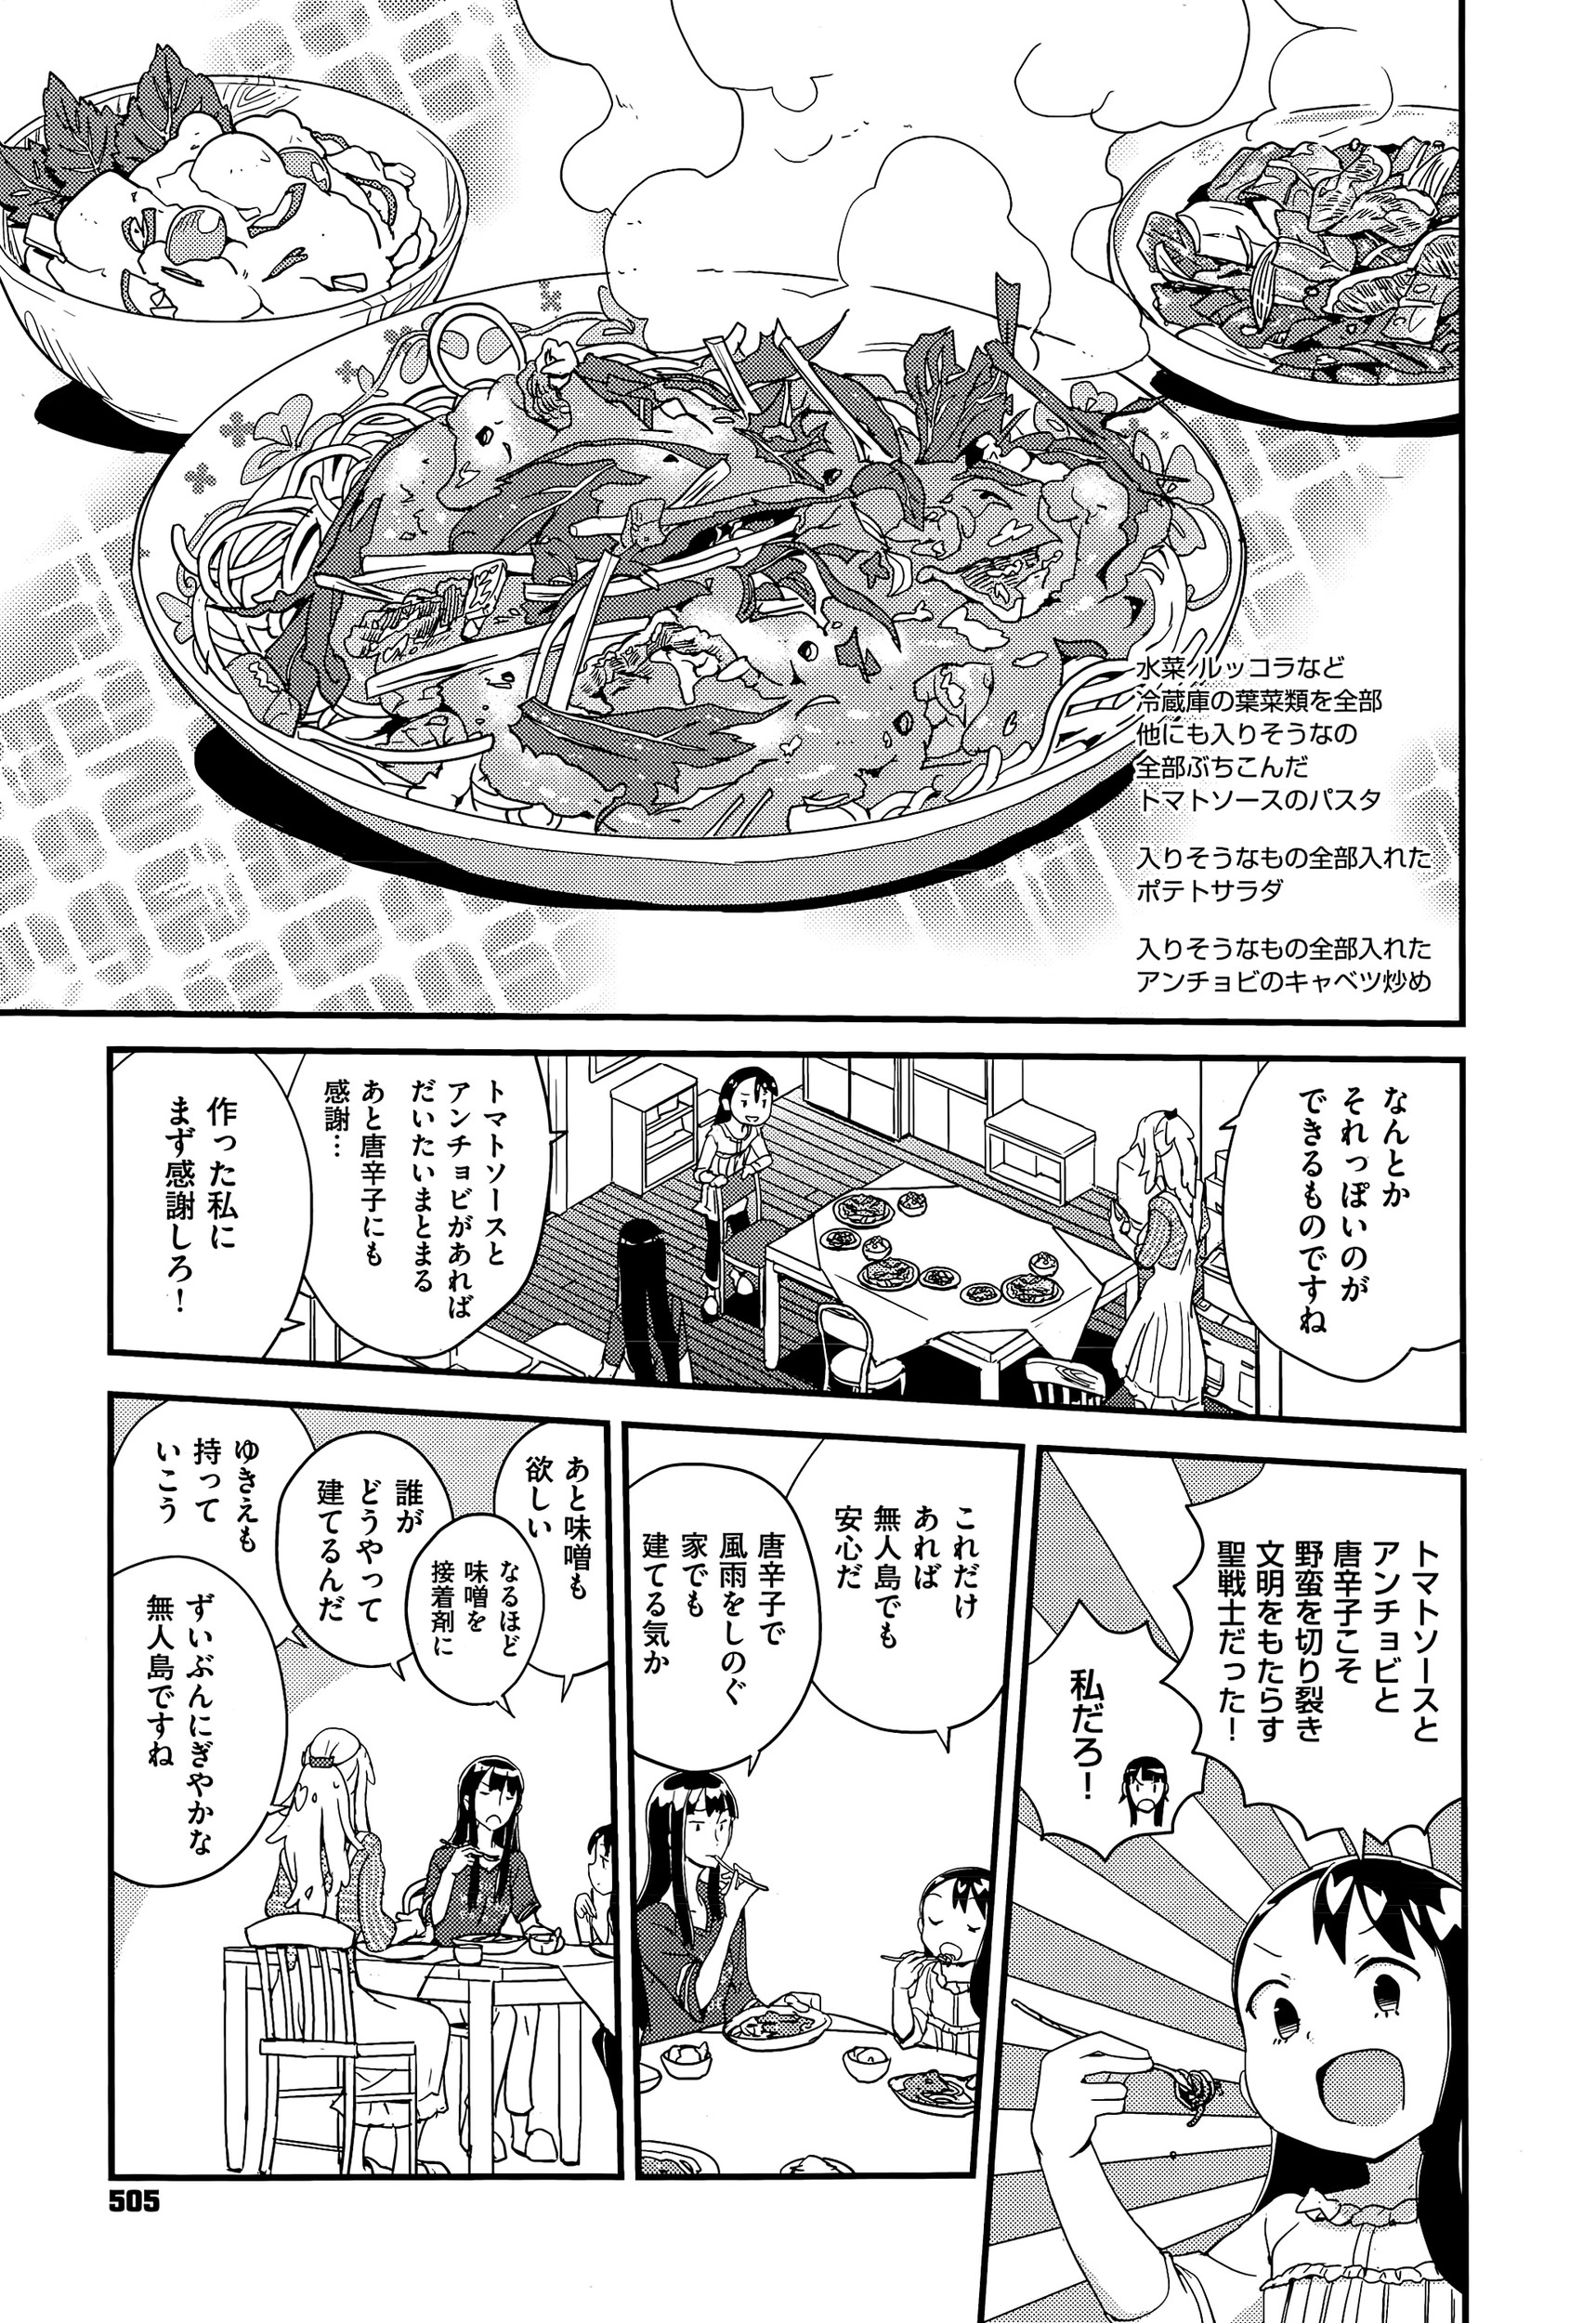 水菜 ルッコラなど
冷蔵庫の葉菜類を全部
他にも入りそうなの
全部ぶちこんだ
トマトソースのパスタ
入りそうなもの全部入れた
ポテトサラダ
入りそうなもの全部入れた
アンチョビのキャベツ炒め
なんとか
それっぽいのが
できるものですね
トマトソースと
アンチョビがあれば
だいたいまとまる
あと唐辛子にも
感謝…
作った私に
まず感謝しろ！
トマトソースと
アンチョビと
唐辛子こそ
野蛮を切り裂き
文明をもたらす
聖戦士だった！
私だろ！
これだけ
あれば
無人島でも
安心だ
唐辛子で
風雨をしのぐ
家でも
建てる気か
あと味噌も
欲しい
なるほど
味噌を
接着剤に
誰が
どうやって
建てるんだ
ゆきえも
持って
いこう
ずいぶんにぎやかな
無人島ですね
505